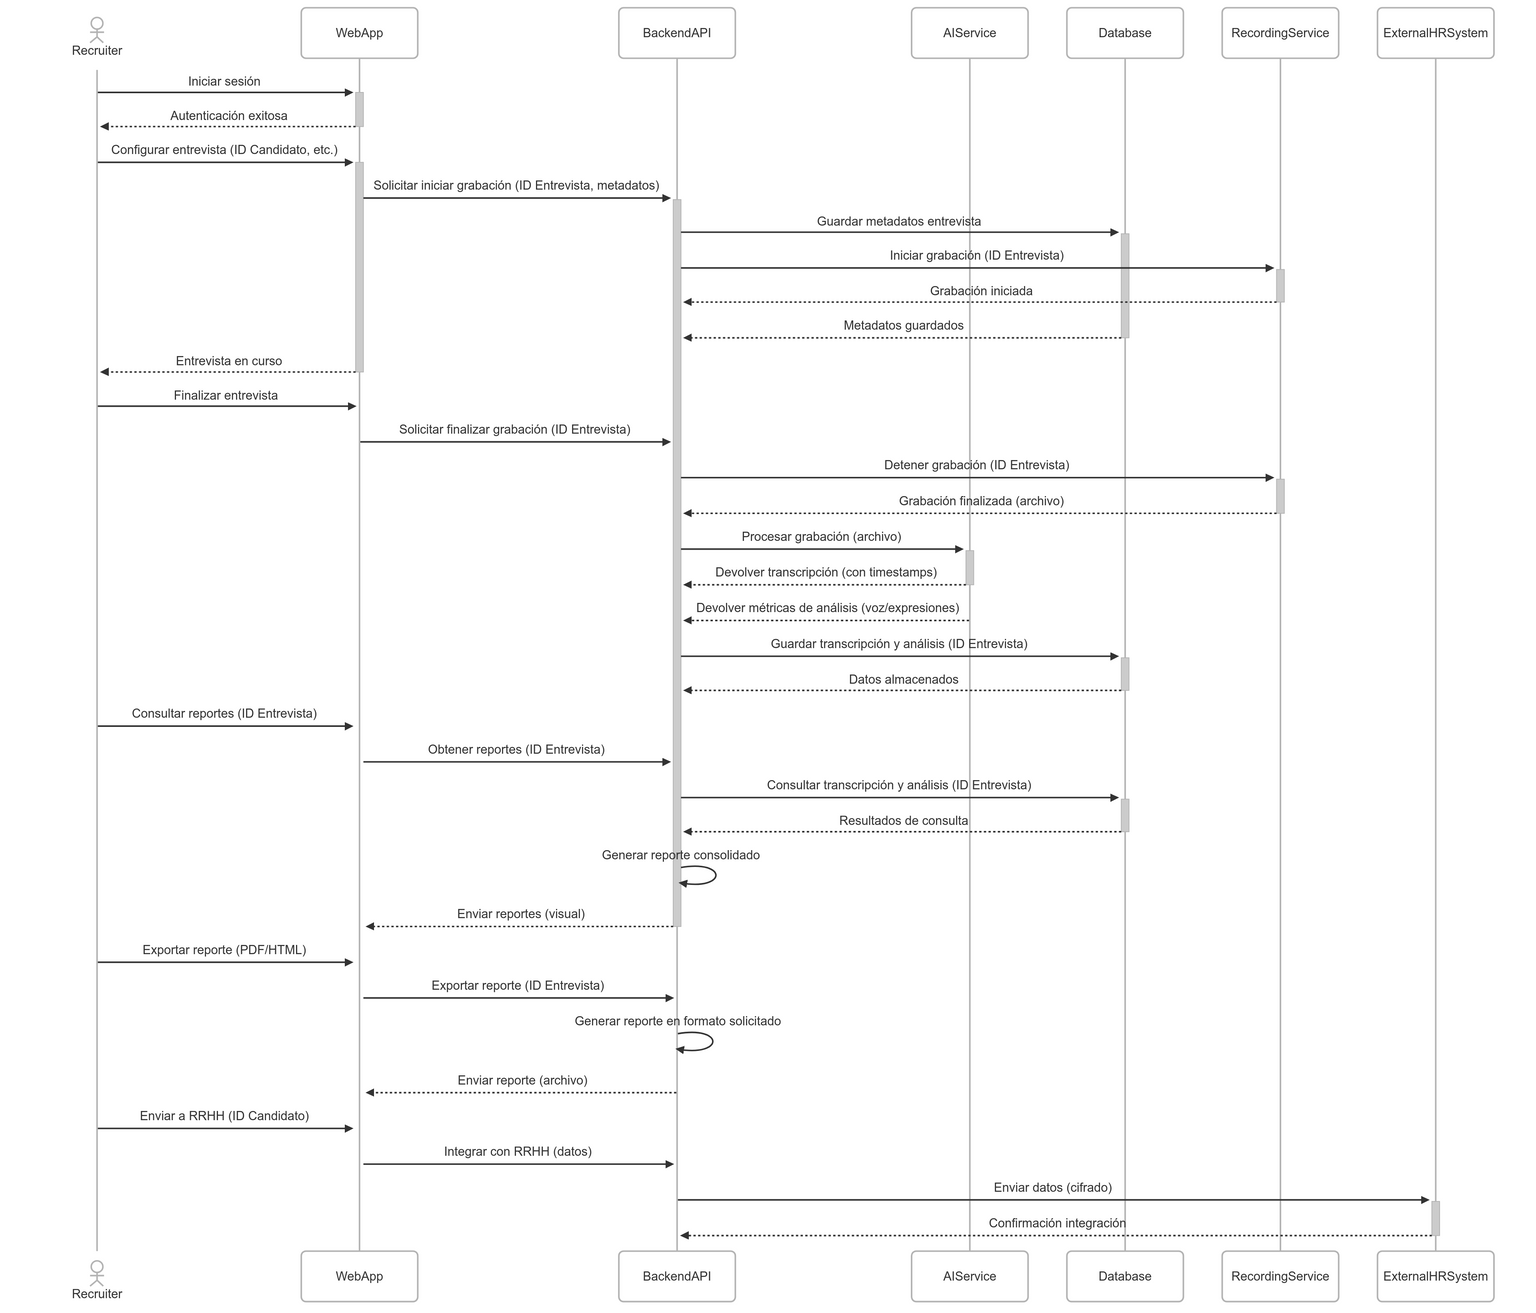 Recruiter
WebApp
BackendAPI
AIService
Database
RecordingService
ExternalHRSystem
Iniciar sesión
Autenticación exitosa
Configurar entrevista (ID Candidato, etc.)
Solicitar iniciar grabación (ID Entrevista, metadatos)
Guardar metadatos entrevista
Iniciar grabación (ID Entrevista)
Grabación iniciada
Metadatos guardados
Entrevista en curso
Finalizar entrevista
Solicitar finalizar grabación (ID Entrevista)
Detener grabación (ID Entrevista)
Grabación finalizada (archivo)
Procesar grabación (archivo)
Devolver transcripción (con timestamps)
Devolver métricas de análisis (voz/expresiones)
Guardar transcripción y análisis (ID Entrevista)
Datos almacenados
Consultar reportes (ID Entrevista)
Obtener reportes (ID Entrevista)
Consultar transcripción y análisis (ID Entrevista)
Resultados de consulta
Generar reporte consolidado
Enviar reportes (visual)
Exportar reporte (PDF/HTML)
Exportar reporte (ID Entrevista)
Generar reporte en formato solicitado
Enviar reporte (archivo)
Enviar a RRHH (ID Candidato)
Integrar con RRHH (datos)
Enviar datos (cifrado)
Confirmación integración
Recruiter
WebApp
BackendAPI
AIService
Database
RecordingService
ExternalHRSystem